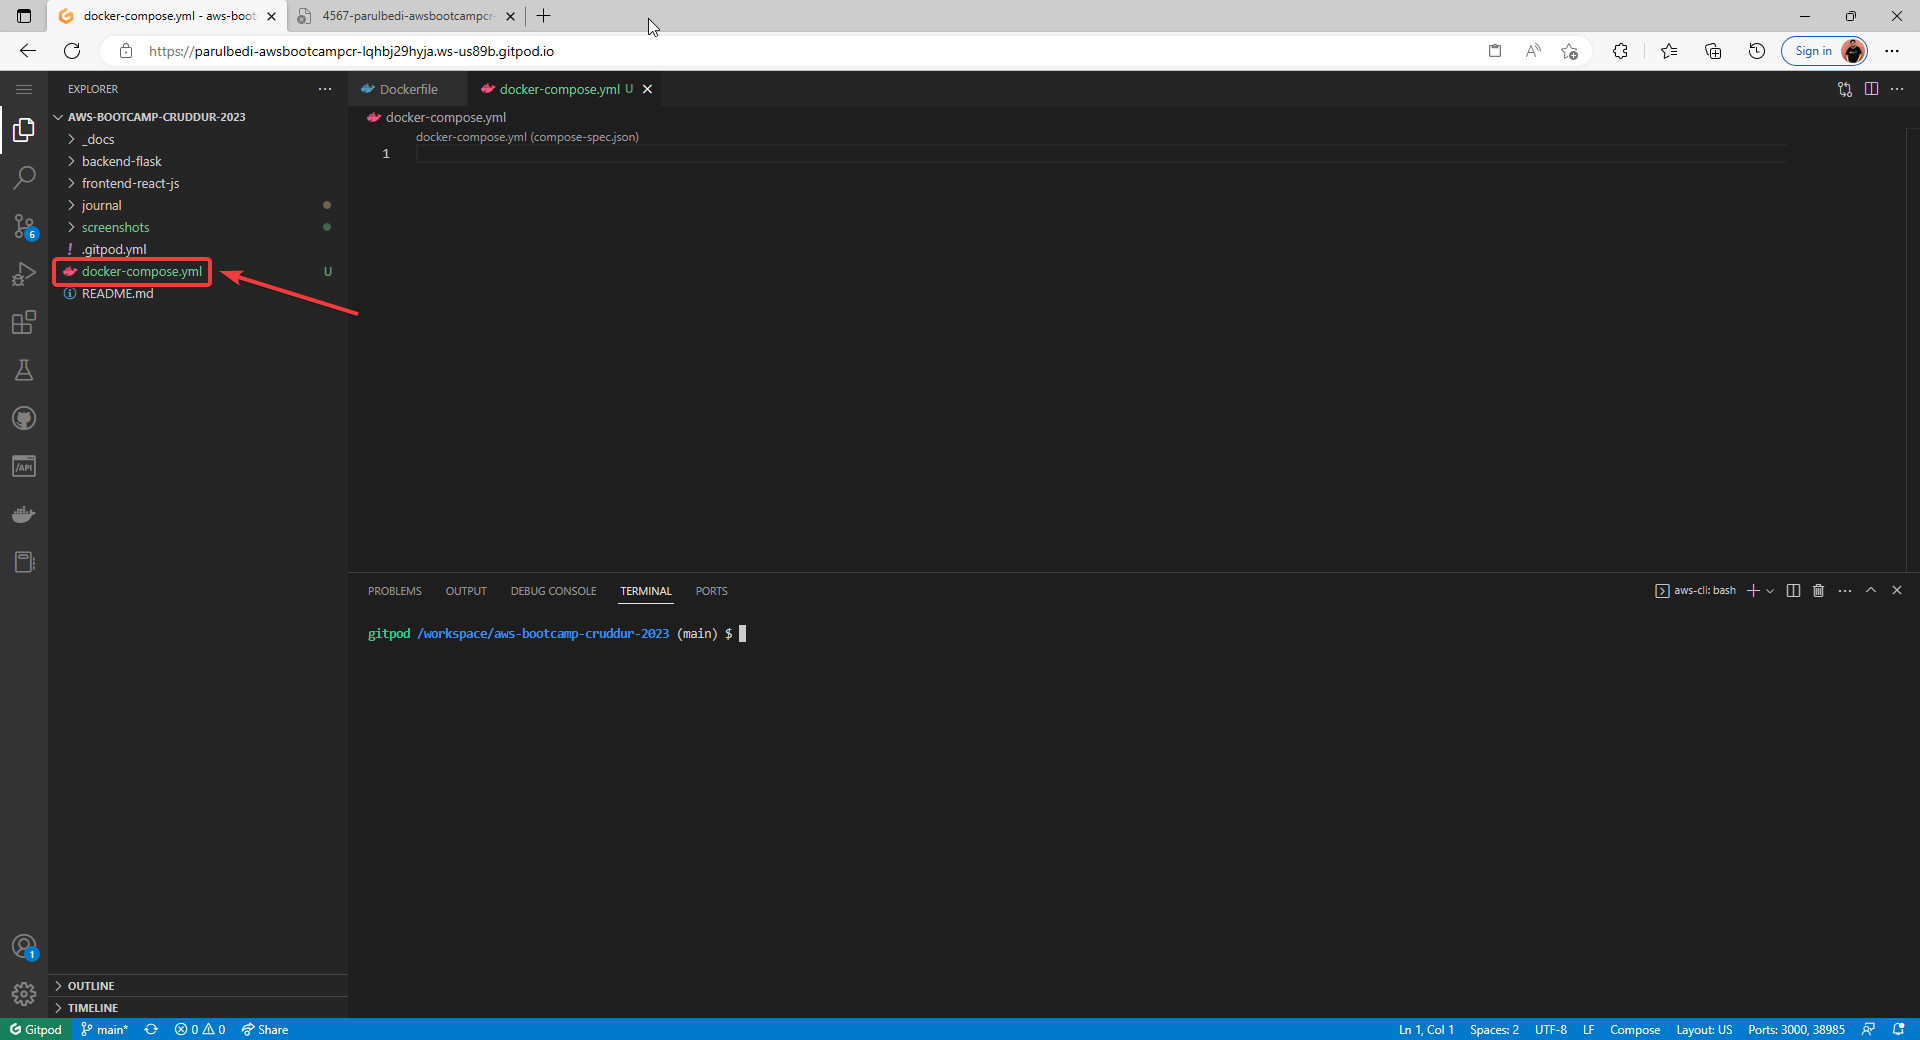 docker-compose.yml - aws-boot
4567-parulbedi-awsbootcampcr-
https://parulbedi-awsbootcampcr-lqhbj29hyja.ws-us89b.gitpod.io
Sign in
EXPLORER
Dockerfile
docker-compose.yml U
AWS-BOOTCAMP-CRUDDUR-2023
docker-compose.yml
_docs
docker-compose.yml (compose-spec.json)
1
backend-flask
frontend-react-js
journal
screenshots
6
! .gitpod.yml
docker-compose.yml U
README.md
/API
PROBLEMS OUTPUT DEBUG CONSOLE TERMINAL PORTS
aws-cli: bash
gitpod /workspace/aws-bootcamp-cruddur-2023 (main) $
1
OUTLINE
TIMELINE
Gitpod main* 0 0 Share Ln 1, Col 1 Spaces: 2 UTF-8 LF Compose Layout: US Ports: 3000, 38985